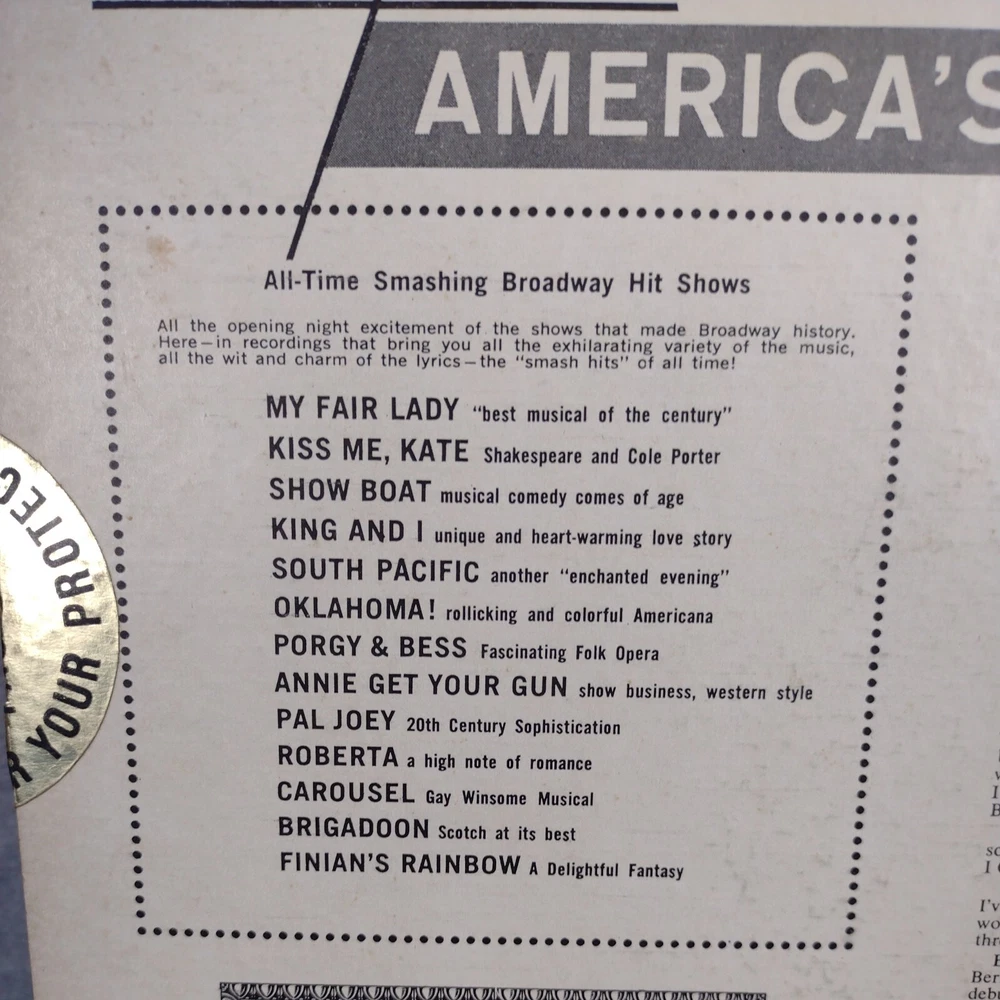 AMERICA'S
All-Time Smashing Broadway Hit Shows
All the opening night excitement of the shows that made Broadway history.
Here—in recordings that bring you all the exhilarating variety of the music,
all the wit and charm of the lyrics—the "smash hits" of all time!
MY FAIR LADY "best musical of the century"
KISS ME, KATE Shakespeare and Cole Porter
SHOW BOAT musical comedy comes of age
KING AND I unique and heart-warming love story
SOUTH PACIFIC another "enchanted evening"
OKLAHOMA! rollicking and colorful Americana
PORGY & BESS Fascinating Folk Opera
ANNIE GET YOUR GUN show business, western style
PAL JOEY 20th Century Sophistication
ROBERTA a high note of romance
CAROUSEL Gay Winsome Musical
BRIGADOON Scotch at its best
FINIAN'S RAINBOW A Delightful Fantasy
YOUR PROTEC
I'v
wo
thr
Ber
deb